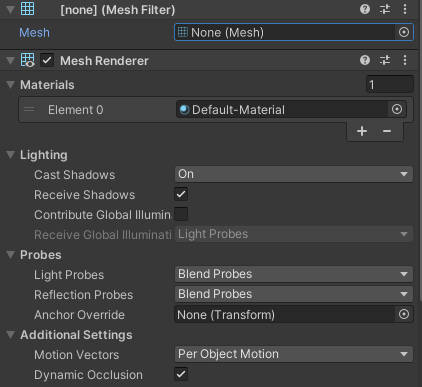 [none] (Mesh Filter)
Mesh None (Mesh)
Mesh Renderer
Materials 1
Element 0 Default-Material
Lighting
Cast Shadows On
Receive Shadows
Contribute Global Illumin
Receive Global Illuminati Light Probes
Probes
Light Probes Blend Probes
Reflection Probes Blend Probes
Anchor Override None (Transform)
Additional Settings
Motion Vectors Per Object Motion
Dynamic Occlusion